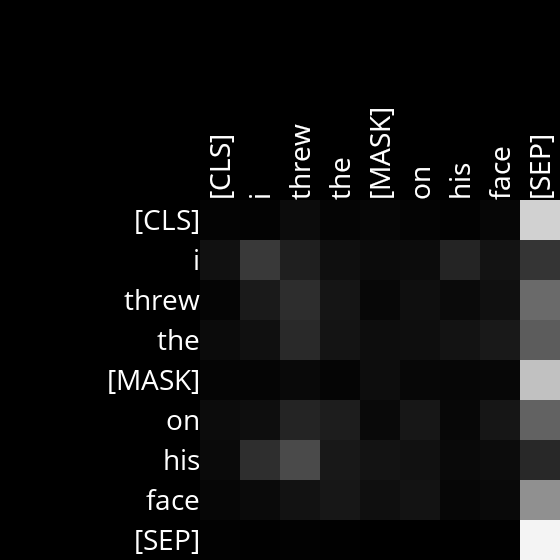 [CLS] i threw the [MASK] on his face [SEP]
[CLS]
i
threw
the
[MASK]
on
his
face
[SEP]